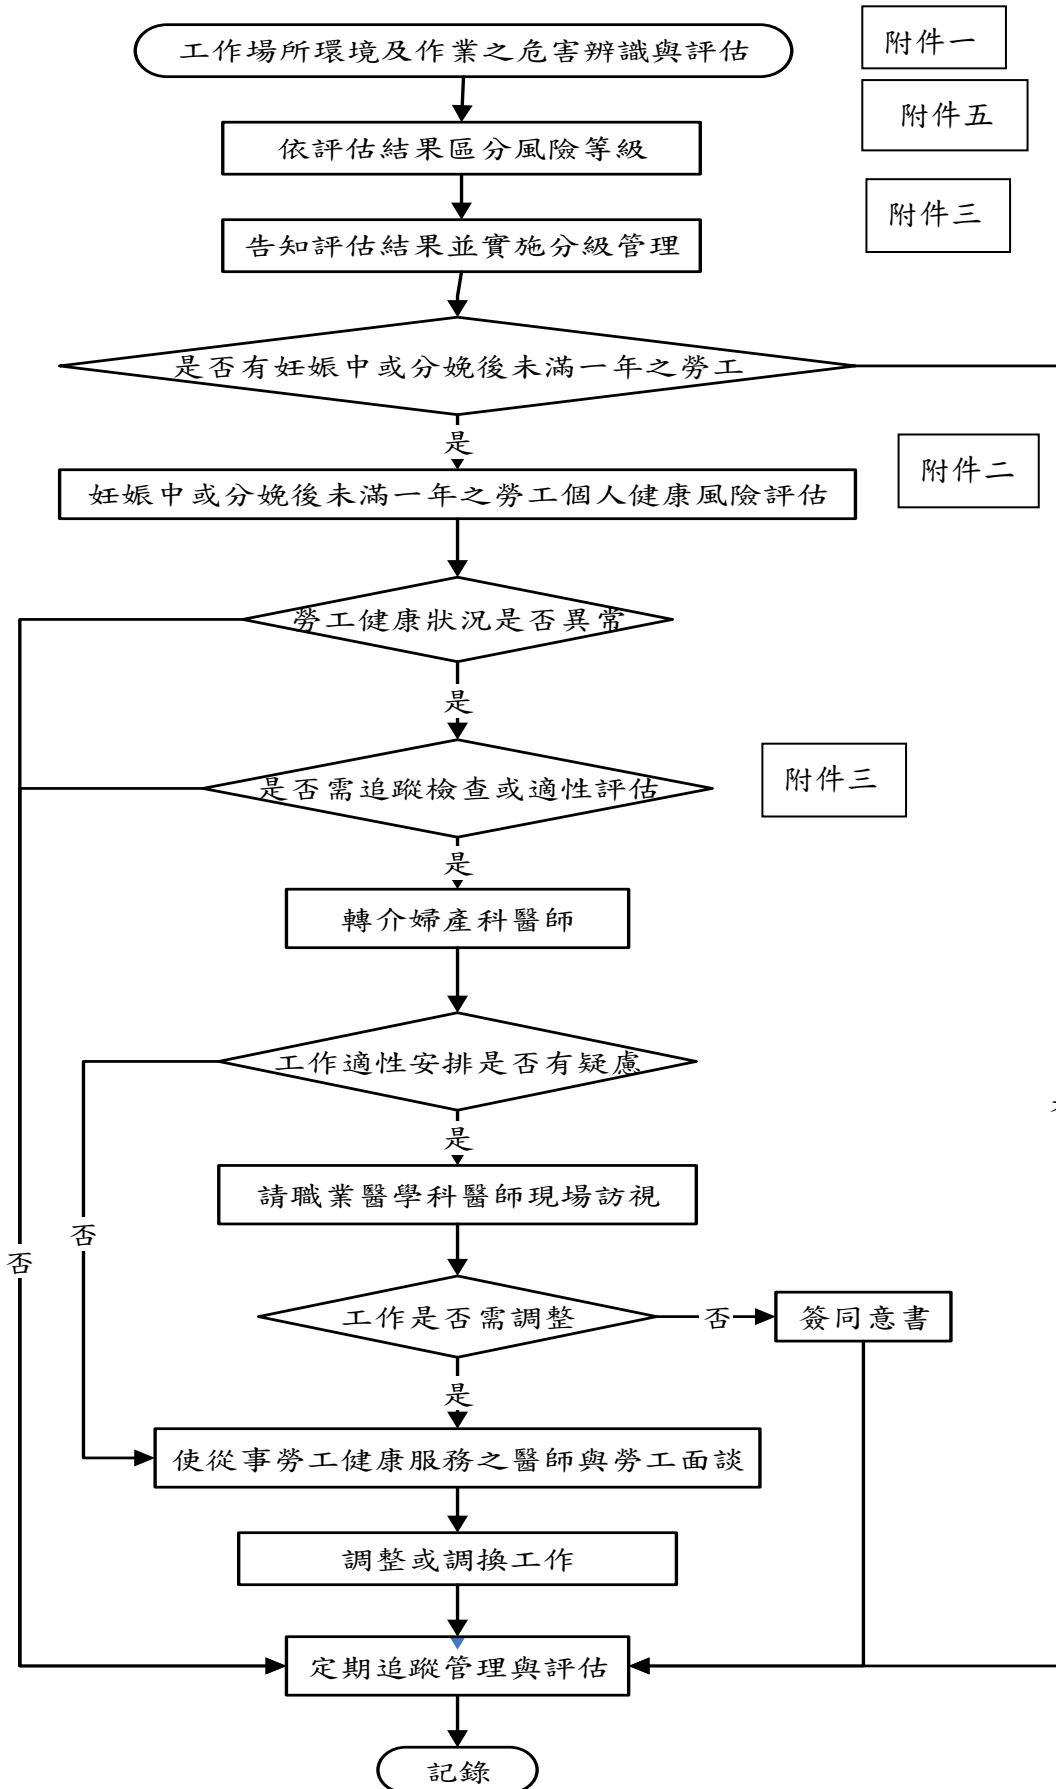 工作場所環境及作業之危害辨識與評估
附件一
依評估結果區分風險等級
附件五
告知評估結果並實施分級管理
附件三
是否有妊娠中或分娩後未滿一年之勞工
是
附件二
妊娠中或分娩後未滿一年之勞工個人健康風險評估
勞工健康狀況是否異常
是
是否需追蹤檢查或適性評估
附件三
是
轉介婦產科醫師
工作適性安排是否有疑慮
是
請職業醫學科醫師現場訪視
否
否
工作是否需調整
否
簽同意書
是
使從事勞工健康服務之醫師與勞工面談
調整或調換工作
定期追蹤管理與評估
記錄